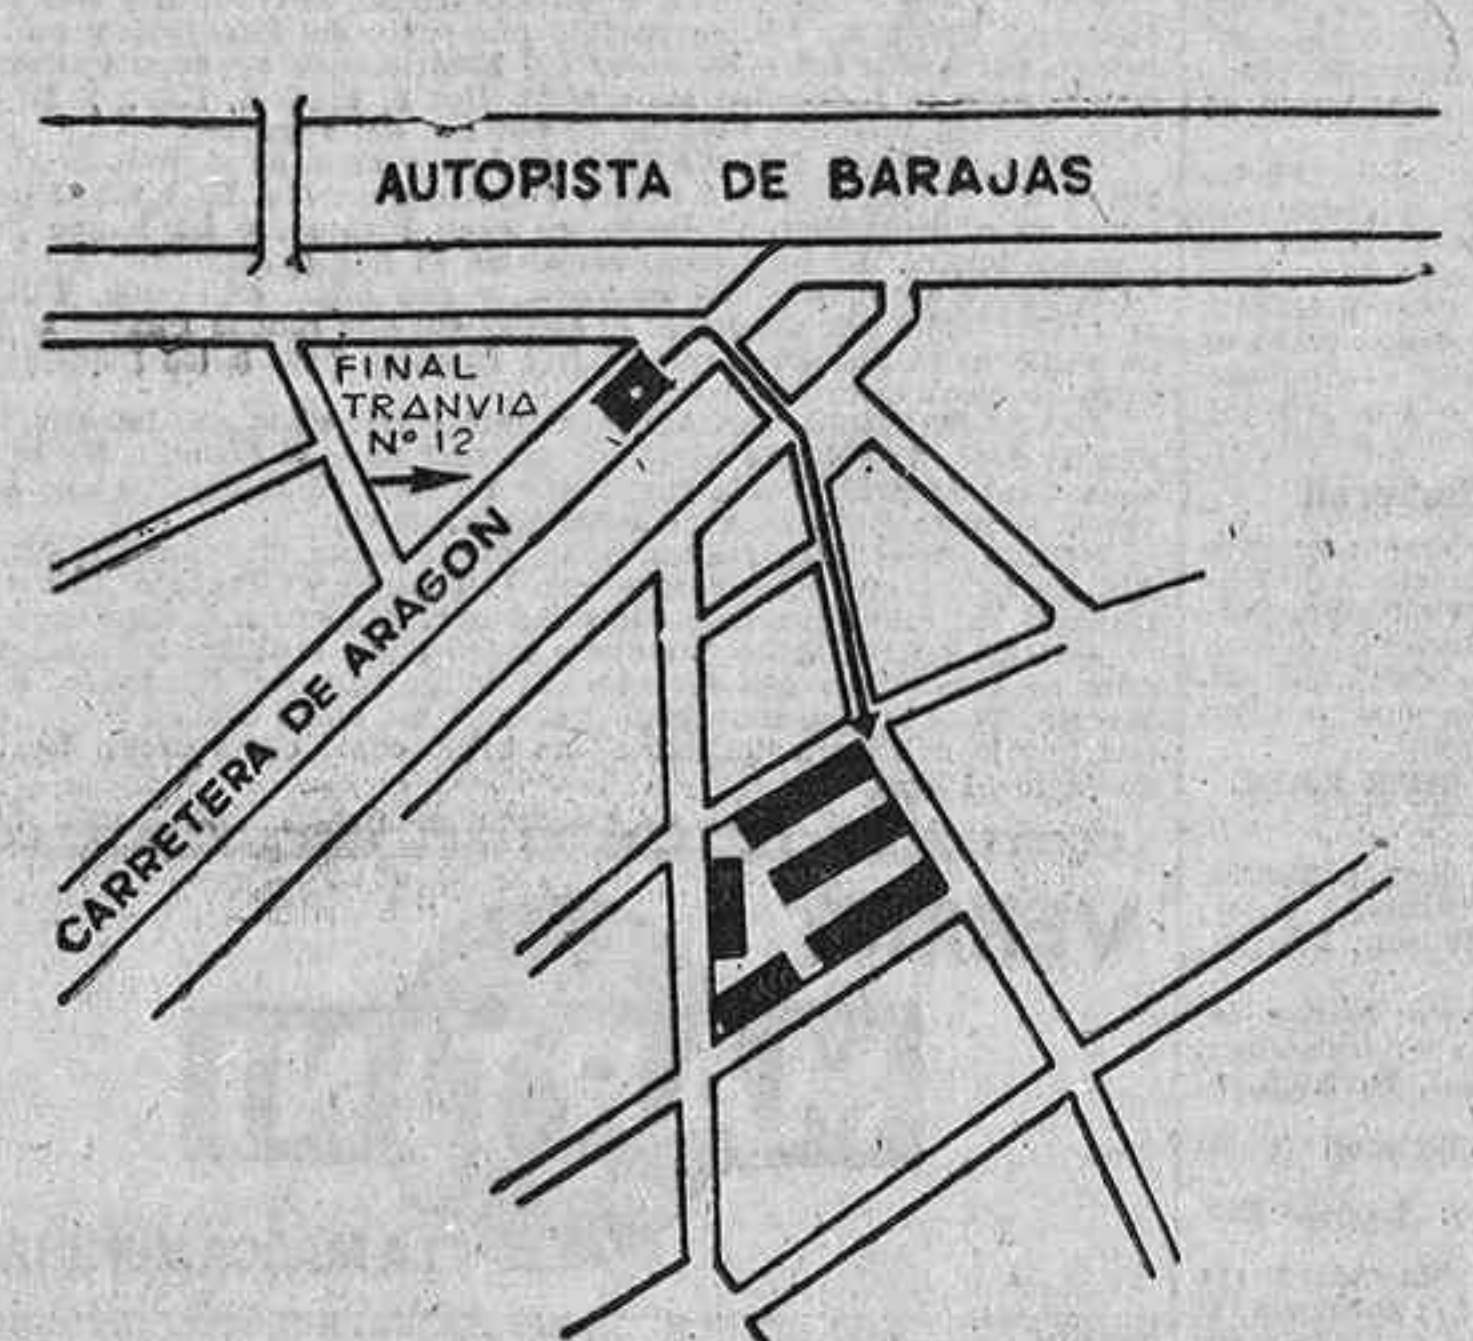 AUTOPISTA DE BARAJAS
FINAL
TRANVIA
Nº 12
CARRETERA DE ARAGON